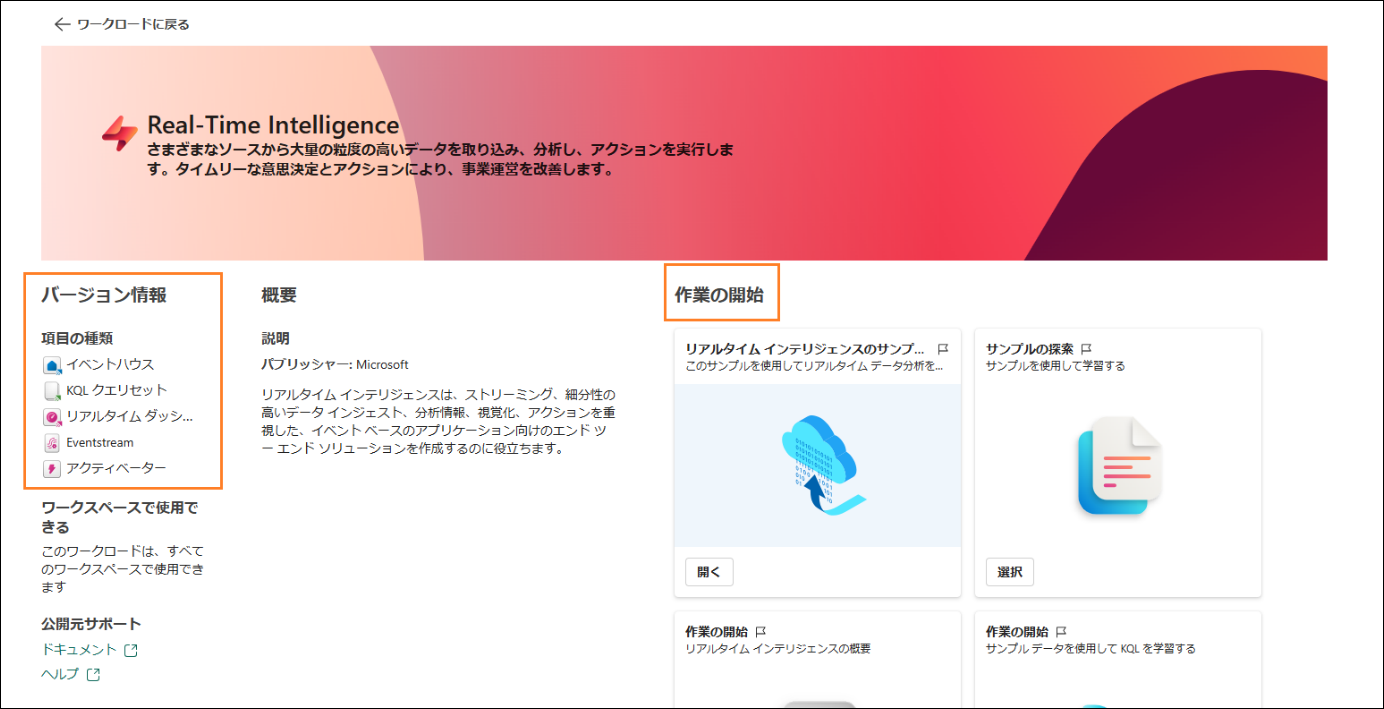 ワークロードに戻る
Real-Time Intelligence
さまざまなソースから大量の粒度の高いデータを取り込み、分析し、アクションを実行しま
す。タイムリーな意思決定とアクションにより、事業運営を改善します。
バージョン情報
項目の種類
イベントハウス
KQL クエリセット
リアルタイム ダッシ...
Eventstream
アクティベーター
ワークスペースで使用で
きる
このワークロードは、すべて
のワークスペースで使用でき
ます
公開元サポート
ドキュメント
ヘルプ
概要
説明
パブリッシャー: Microsoft
リアルタイム インテリジェンスは、ストリーミング、細分性の
高いデータ インジェスト、分析情報、視覚化、アクションを重
視した、イベント ベースのアプリケーション向けのエンド ツ
ー エンド ソリューションを作成するのに役立ちます。
作業の開始
リアルタイム インテリジェンスのサンプ...
このサンプルを使用してリアルタイム データ分析を...
開く
サンプルの探索
サンプルを使用して学習する
選択
作業の開始
リアルタイム インテリジェンスの概要
作業の開始
サンプル データを使用して KQL を学習する